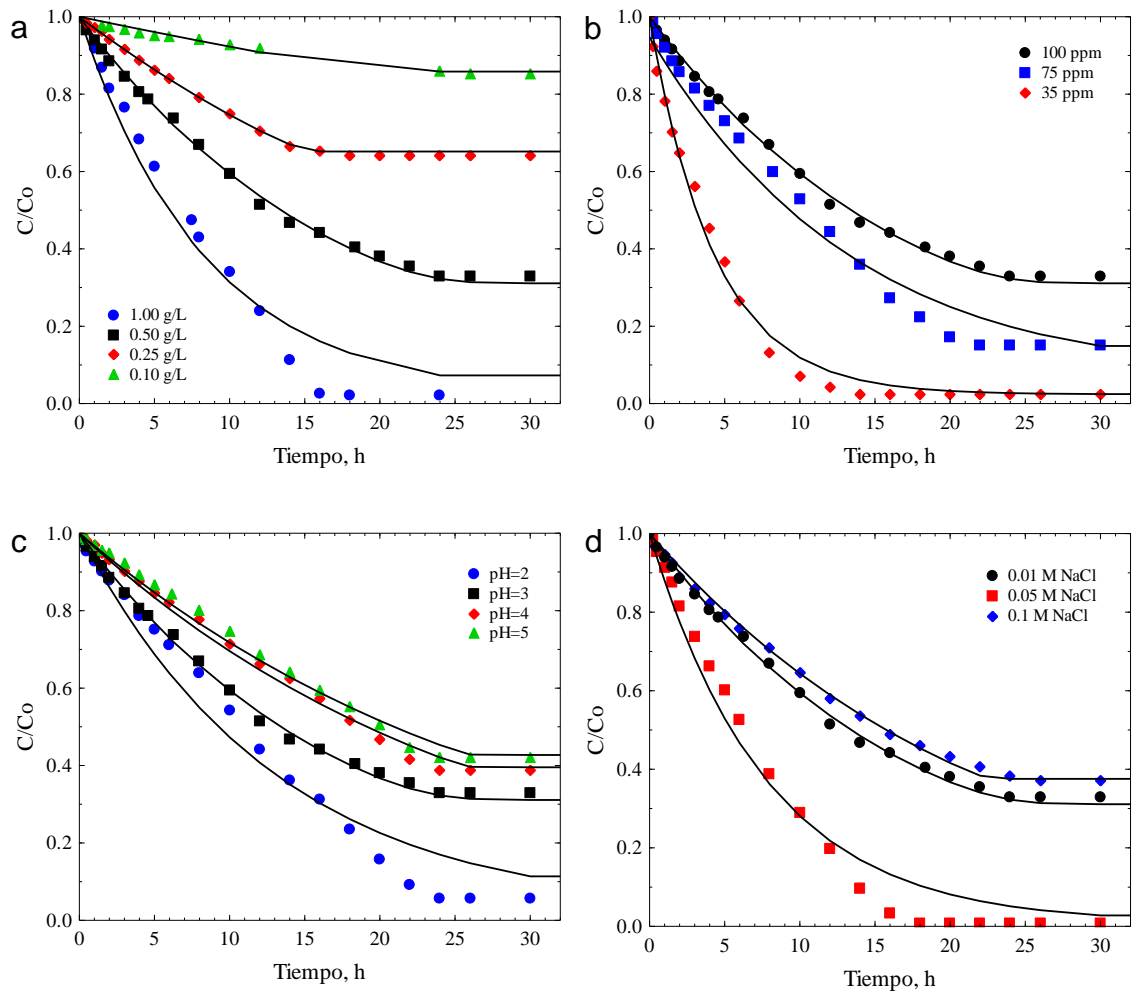 a
1.0
0.8
0.6
0.4
0.2
0.0
C/Co
1.00 g/L
0.50 g/L
0.25 g/L
0.10 g/L
0 5 10 15 20 25 30
Tiempo, h
b
1.0
0.8
0.6
0.4
0.2
0.0
C/Co
100 ppm
75 ppm
35 ppm
0 5 10 15 20 25 30
Tiempo, h
c
1.0
0.8
0.6
0.4
0.2
0.0
C/Co
pH=2
pH=3
pH=4
pH=5
0 5 10 15 20 25 30
Tiempo, h
d
1.0
0.8
0.6
0.4
0.2
0.0
C/Co
0.01 M NaCl
0.05 M NaCl
0.1 M NaCl
0 5 10 15 20 25 30
Tiempo, h